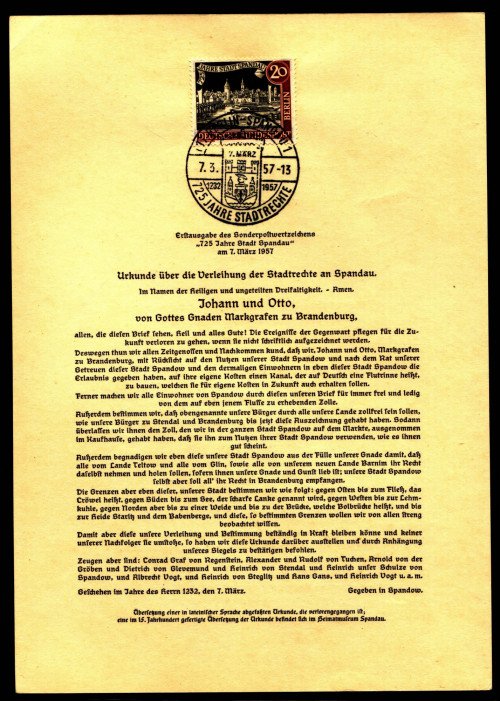 725 JAHRE STADT SPANDAU
20
BERLIN
DEUTSCHE BUNDESPOST
7. MÄRZ
7. 3. 57-13
1232 1957
725 JAHRE STADTRECHTE
Erstausgabe des Sonderpostwertzeichens
„725 Jahre Stadt Spandau"
am 7. März 1957
Urkunde über die Verleihung der Stadtrechte an Spandau.
Im Namen der Heiligen und ungeteilten Dreifaltigkeit. - Amen.
Johann und Otto,
von Gottes Gnaden Markgrafen zu Brandenburg,
allen, die diesen Brief sehen, Heil und alles Gute! Die Ereignisse der Gegenwart pflegen für die Zu-
kunft verloren zu gehen, wenn sie nicht schriftlich aufgezeichnet werden.
Deswegen thun wir allen Zeitgenossen und Nachkommen kund, daß wir, Johann und Otto, Markgrafen
zu Brandenburg, mit Rücksicht auf den Nutzen unserer Stadt Spandow und nach dem Rat unserer
Getreuen dieser Stadt Spandow und den dermaligen Einwohnern in eben dieser Stadt Spandow die
Erlaubnis gegeben haben, auf ihre eigene Kosten einen Kanal, der auf Deutsch eine Flutrinne heißt,
zu bauen, welchen sie für eigene Kosten in Zukunft auch erhalten sollen.
Ferner machen wir alle Einwohner von Spandow durch diesen unseren Brief für immer frei und ledig
von dem auf eben jenem Flusse zu erhebenden Zolle.
Außerdem bestimmen wir, daß obengenannte unsere Bürger durch alle unsere Lande zollfrei sein sollen,
wie unsere Bürger zu Stendal und Brandenburg bis jetzt diese Auszeichnung gehabt haben. Sodann
überlassen wir ihnen den Zoll, den wir in der ganzen Stadt Spandow auf dem Markte, ausgenommen
im Kaufhause, gehabt haben, daß sie ihn zum Nutzen ihrer Stadt Spandow verwenden, wie es ihnen
gut scheint.
Außerdem begnadigen wir eben diese unsere Stadt Spandow aus der Fülle unserer Gnade damit, daß
alle vom Lande Teltow und alle vom Glin, sowie alle von unserem neuen Lande Barnim ihr Recht
daselbst nehmen und holen sollen, sofern ihnen unsere Gnade und Gunst lieb ist; unsere Stadt Spandow
selbst aber soll all' ihr Recht in Brandenburg empfangen.
Die Grenzen aber eben dieser, unserer Stadt bestimmen wir wie folgt: gegen Osten bis zum Fließ, das
Cröwel heißt, gegen Süden bis zum See, der scharfe Lanke genannt wird, gegen Westen bis zur Lehm-
kuhle, gegen Norden aber bis zu einer Weide und bis zu der Brücke, welche Bolbrücke heißt, und bis
zur Heide Staritz und dem Babenberge, und diese, so bestimmten Grenzen wollen wir von allen streng
beobachtet wissen.
Damit aber diese unsere Verleihung und Bestimmung beständig in Kraft bleiben könne und keiner
unserer Nachfolger sie umstoße, so haben wir diese Urkunde darüber ausstellen und durch Anhängung
unseres Siegels zu bestätigen befohlen.
Zeugen aber sind: Conrad Graf von Regenstein, Alexander und Rudolf von Tuchen, Arnold von der
Gröben und Dietrich von Glevemund und Heinrich von Stendal und Heinrich unser Schulze von
Spandow, und Albrecht Vogt, und Heinrich von Steglitz und Hans Gans, und Heinrich Vogt u. a. m.
Geschehen im Jahre des Herrn 1232, den 7. März. Gegeben in Spandow.
Übersetzung einer in lateinischer Sprache abgefaßten Urkunde, die verlorengegangen ist;
eine im 15. Jahrhundert gefertigte Übersetzung der Urkunde befindet sich im Heimatmuseum Spandau.